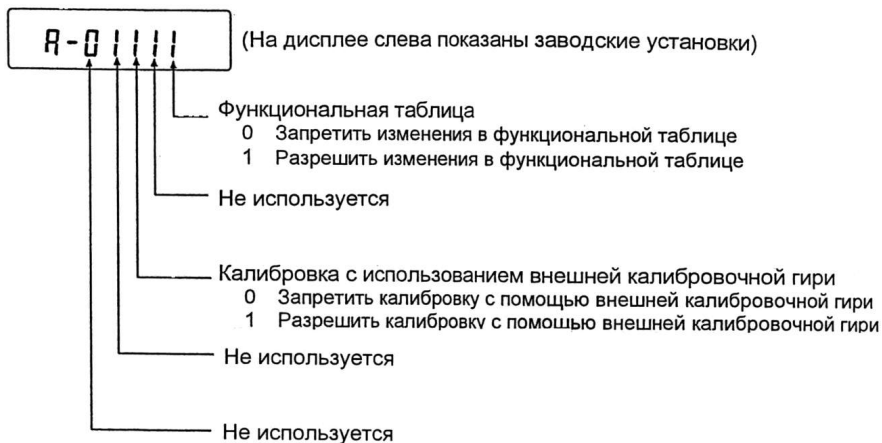 A-01111
(На дисплее слева показаны заводские установки)
Функциональная таблица
0 Запретить изменения в функциональной таблице
1 Разрешить изменения в функциональной таблице
Не используется
Калибровка с использованием внешней калибровочной гири
0 Запретить калибровку с помощью внешней калибровочной гири
1 Разрешить калибровку с помощью внешней калибровочной гири
Не используется
Не используется